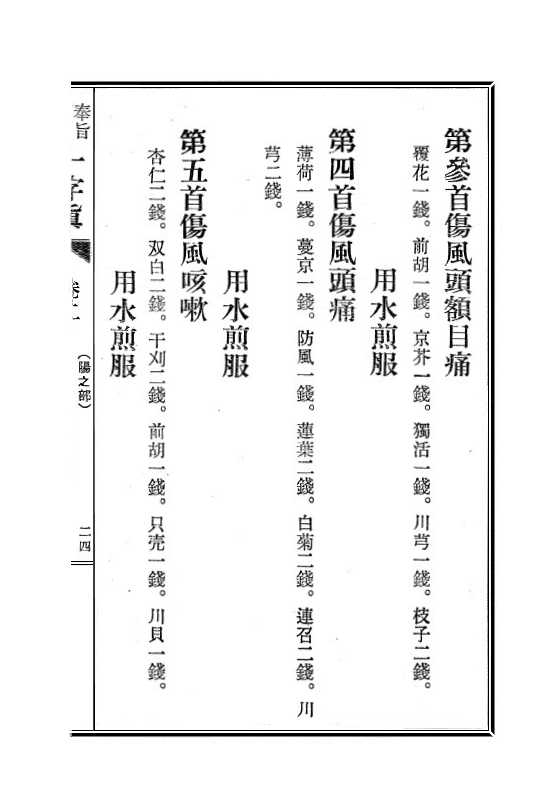 第參首傷風頭額目痛
覆花一錢。前胡一錢。京芥一錢。獨活一錢。川芎一錢。枝子二錢。
用水煎服
第四首傷風頭痛
薄荷一錢。蔓京一錢。防風一錢。蓮葉二錢。白菊二錢。連召二錢。川
芎二錢。
用水煎服
第五首傷風咳嗽
杏仁二錢。双白二錢。干刈二錢。前胡一錢。只壳一錢。川貝一錢。
用水煎服
奉旨
(陽之部)
二四